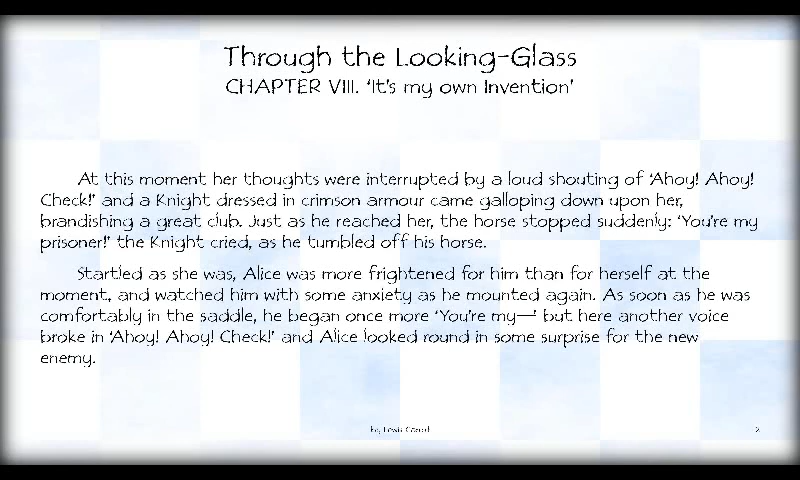 Through the Looking-Glass
CHAPTER VIII. 'It's my own Invention'
At this moment her thoughts were interrupted by a loud shouting of 'Ahoy! Ahoy!
Check!' and a Knight dressed in crimson armour came galloping down upon her,
brandishing a great club. Just as he reached her, the horse stopped suddenly: 'You're my
prisoner!' the Knight cried, as he tumbled off his horse.
Startled as she was, Alice was more frightened for him than for herself at the
moment, and watched him with some anxiety as he mounted again. As soon as he was
comfortably in the saddle, he began once more 'You're my—' but here another voice
broke in 'Ahoy! Ahoy! Check!' and Alice looked round in some surprise for the new
enemy.
by Lewis Carroll
2